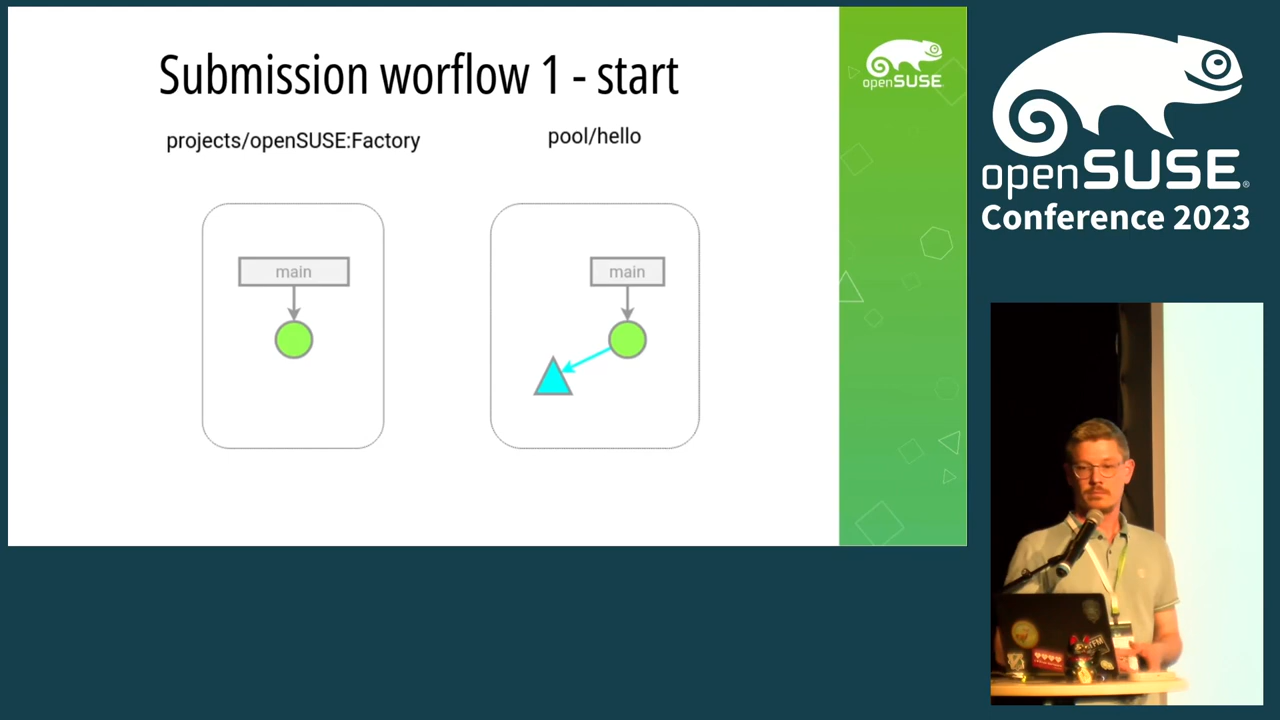 Submission worflow 1 - start
projects/openSUSE:Factory
pool/hello
main
main
openSUSE
openSUSE
Conference 2023